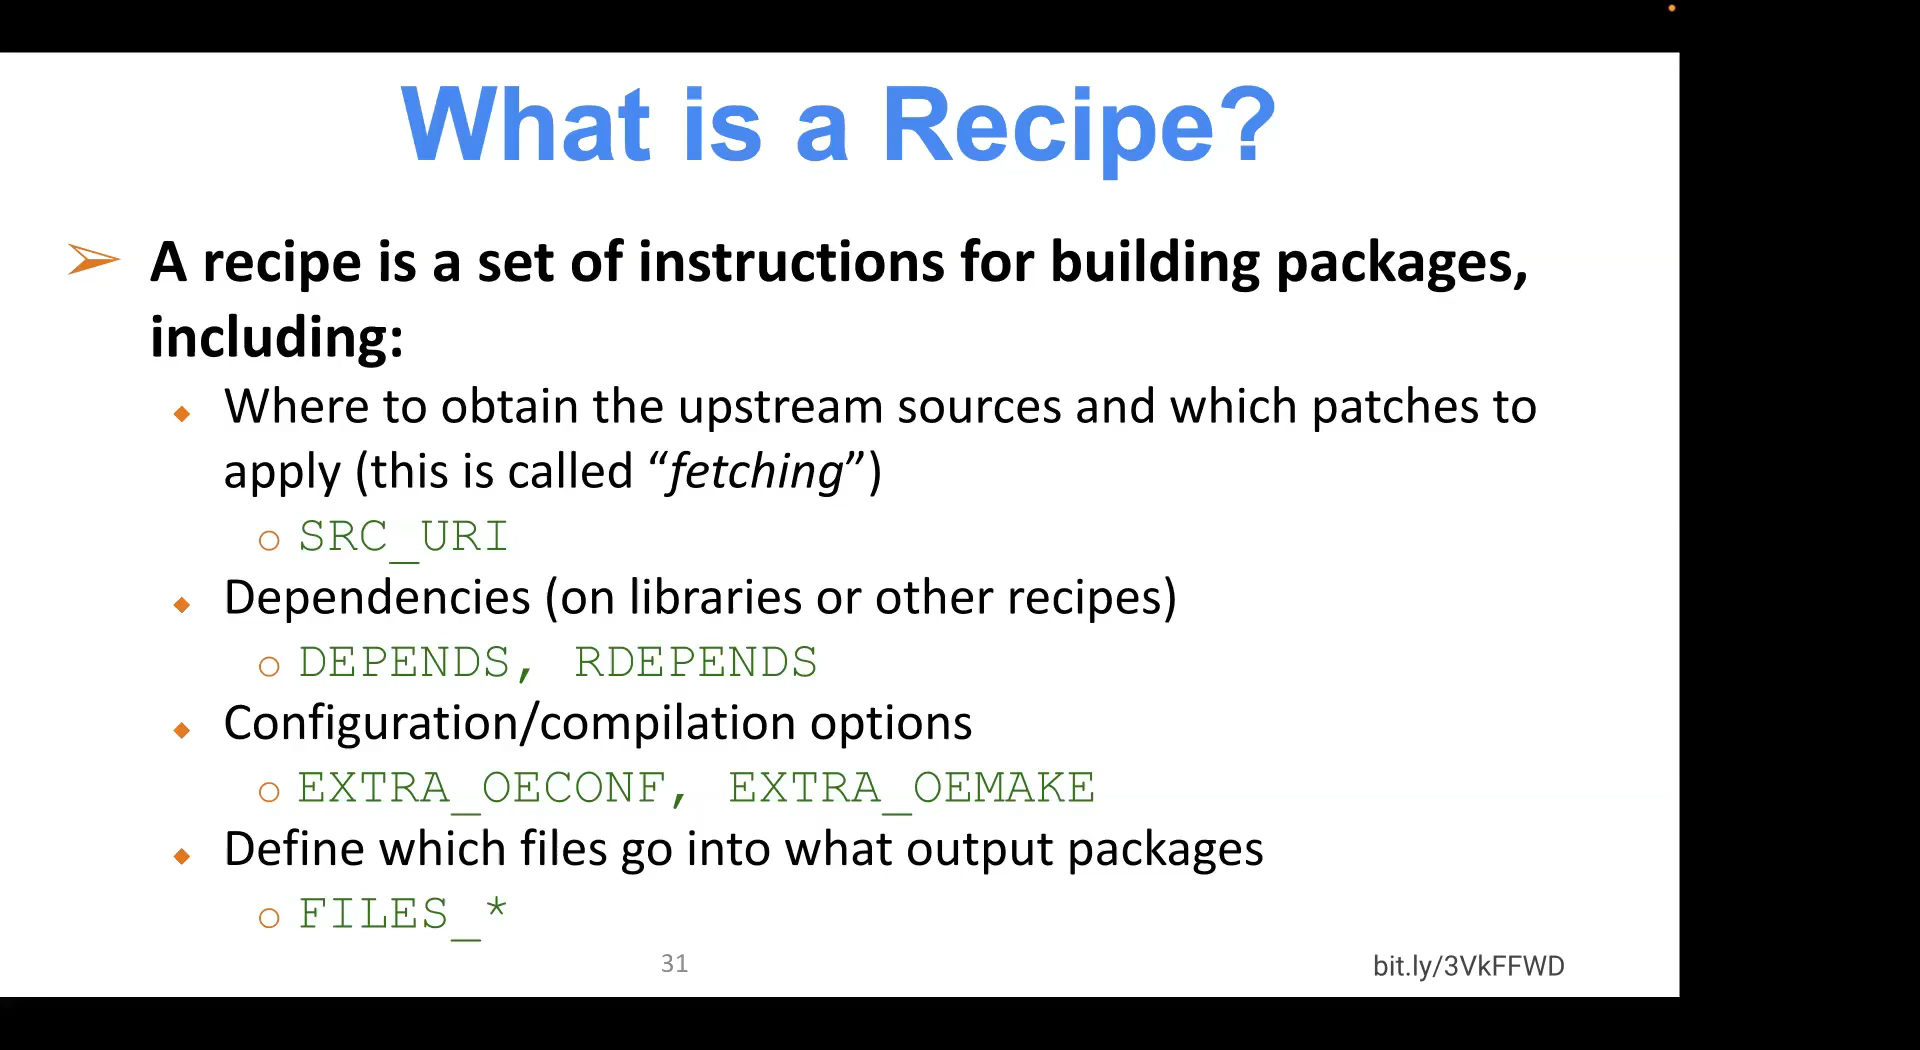 What is a Recipe?
➢ A recipe is a set of instructions for building packages,
including:
◆ Where to obtain the upstream sources and which patches to
apply (this is called “fetching”)
○ SRC_URI
◆ Dependencies (on libraries or other recipes)
○ DEPENDS, RDEPENDS
◆ Configuration/compilation options
○ EXTRA_OECONF, EXTRA_OEMAKE
◆ Define which files go into what output packages
○ FILES_*
31
bit.ly/3VkFFWD